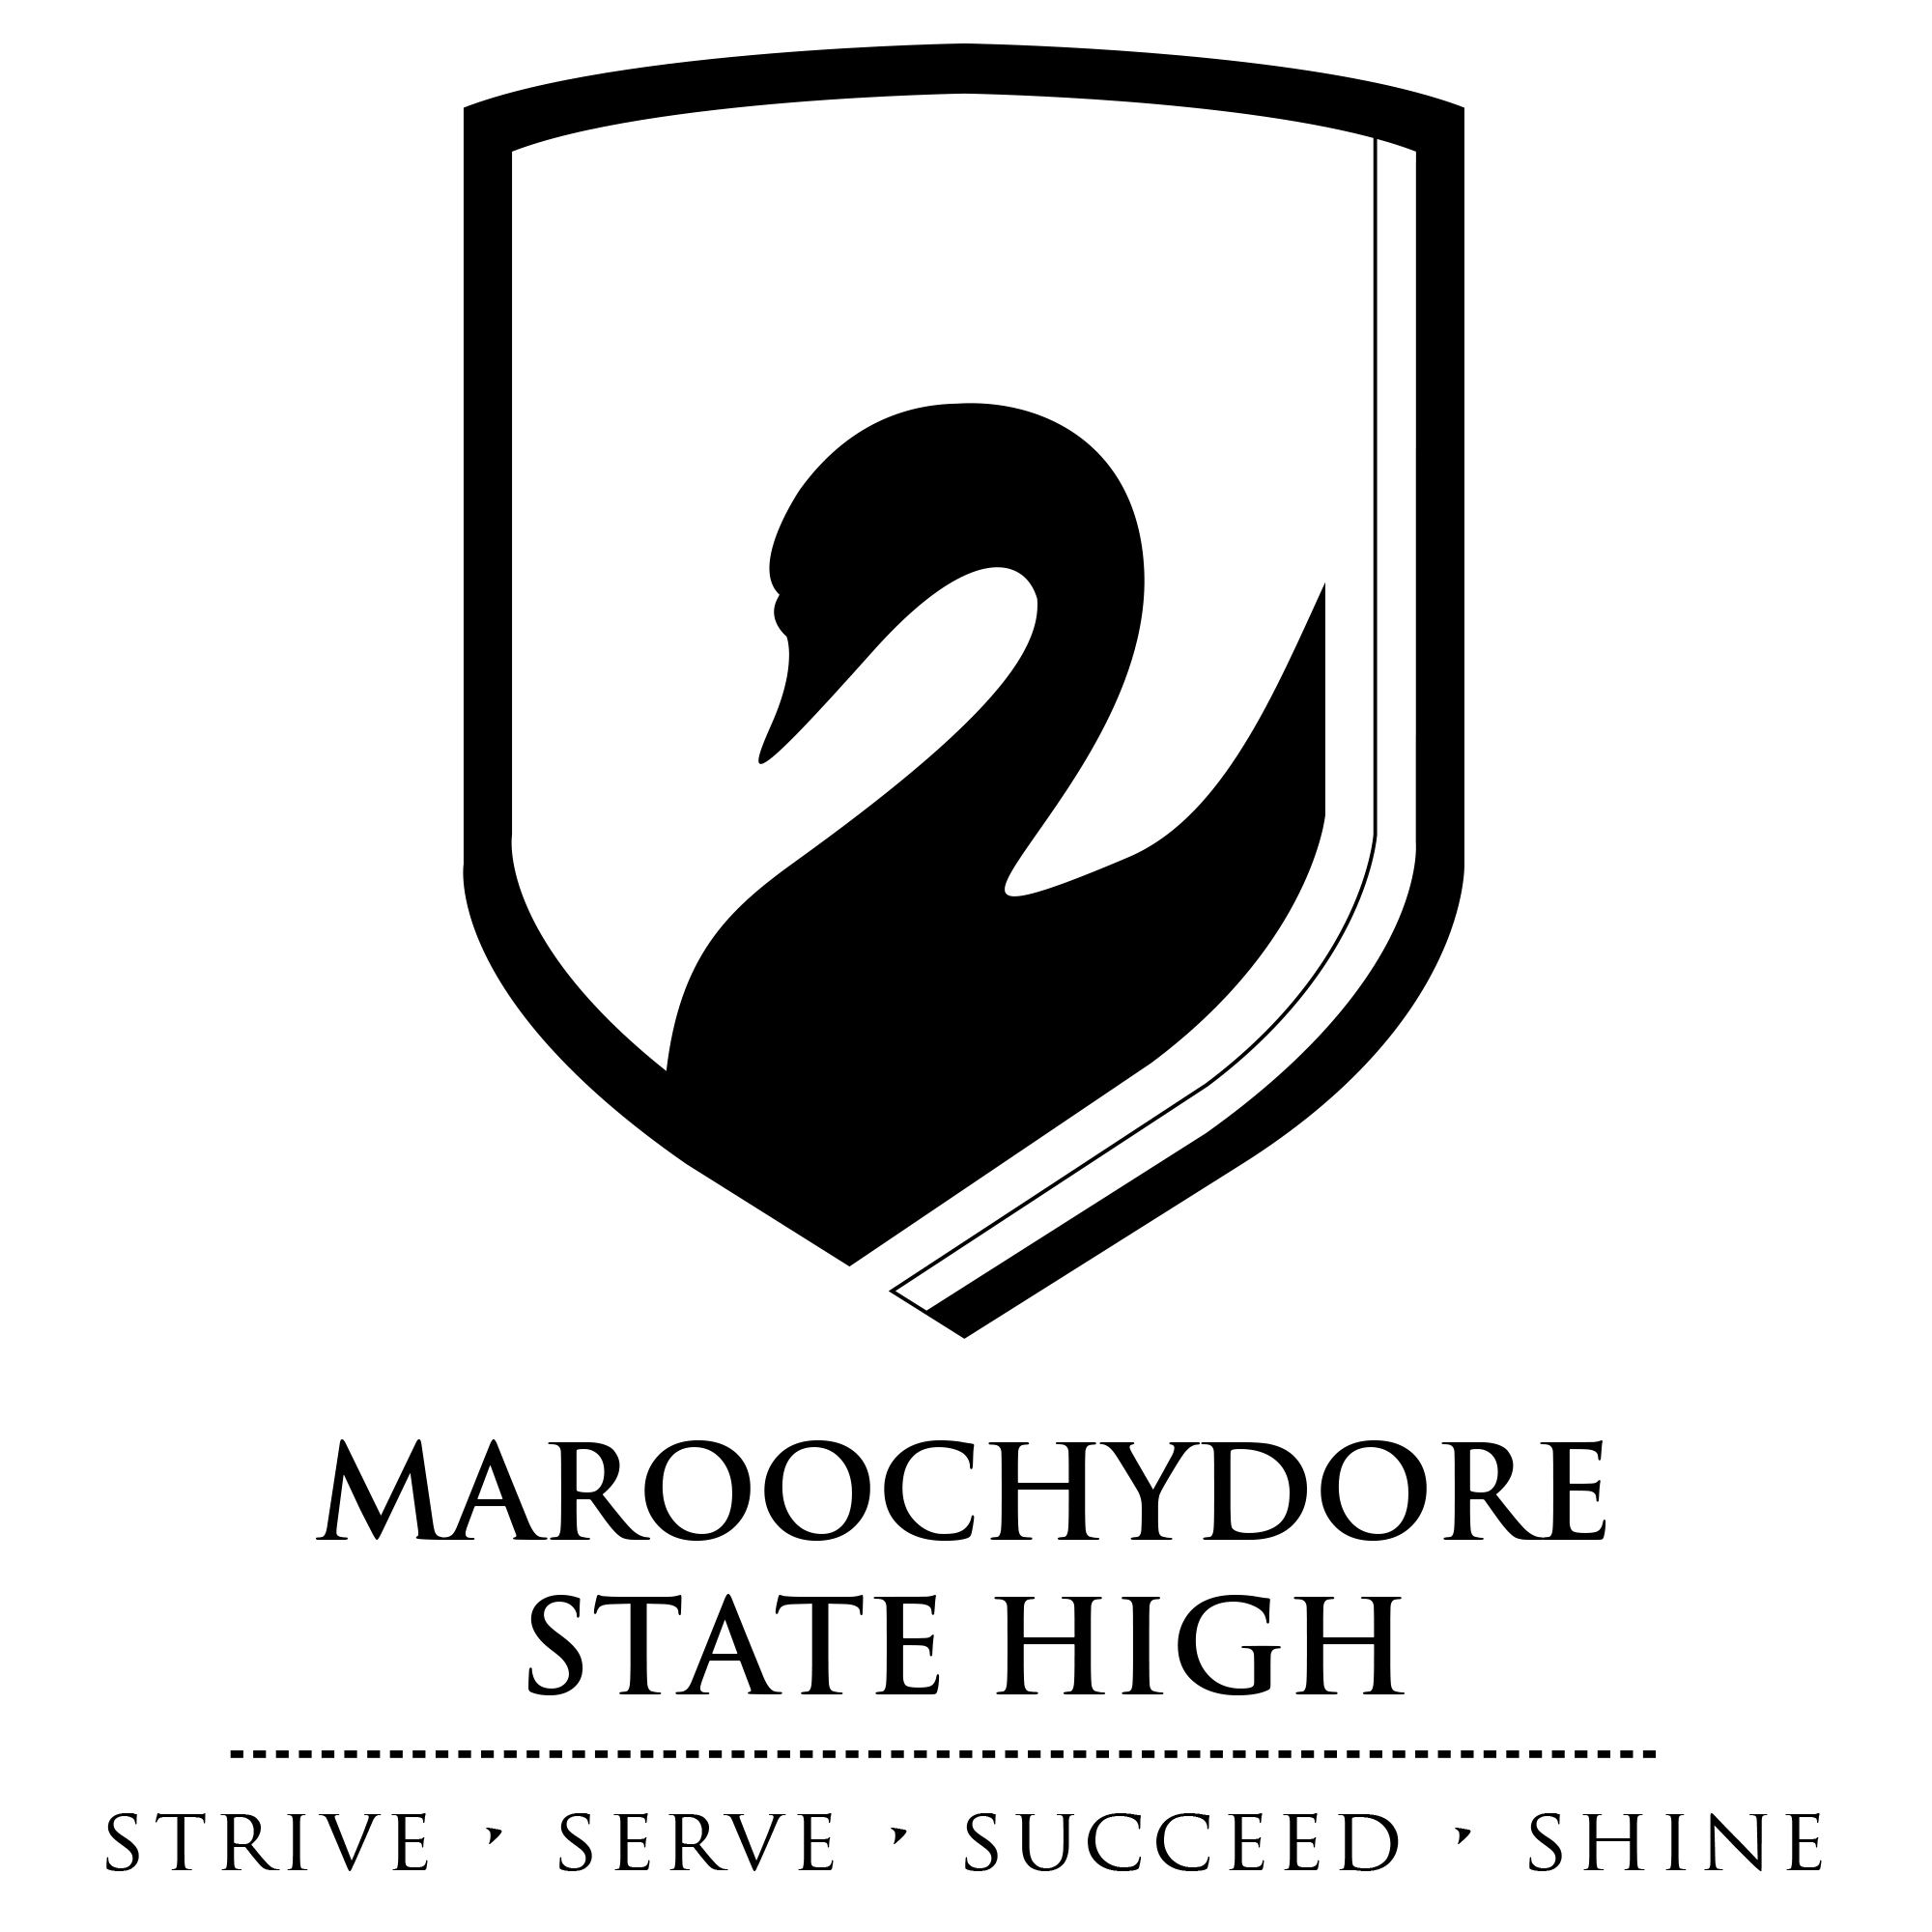 MAROOCHYDORE
STATE HIGH
STRIVE ، SERVE ، SUCCEED ، SHINE